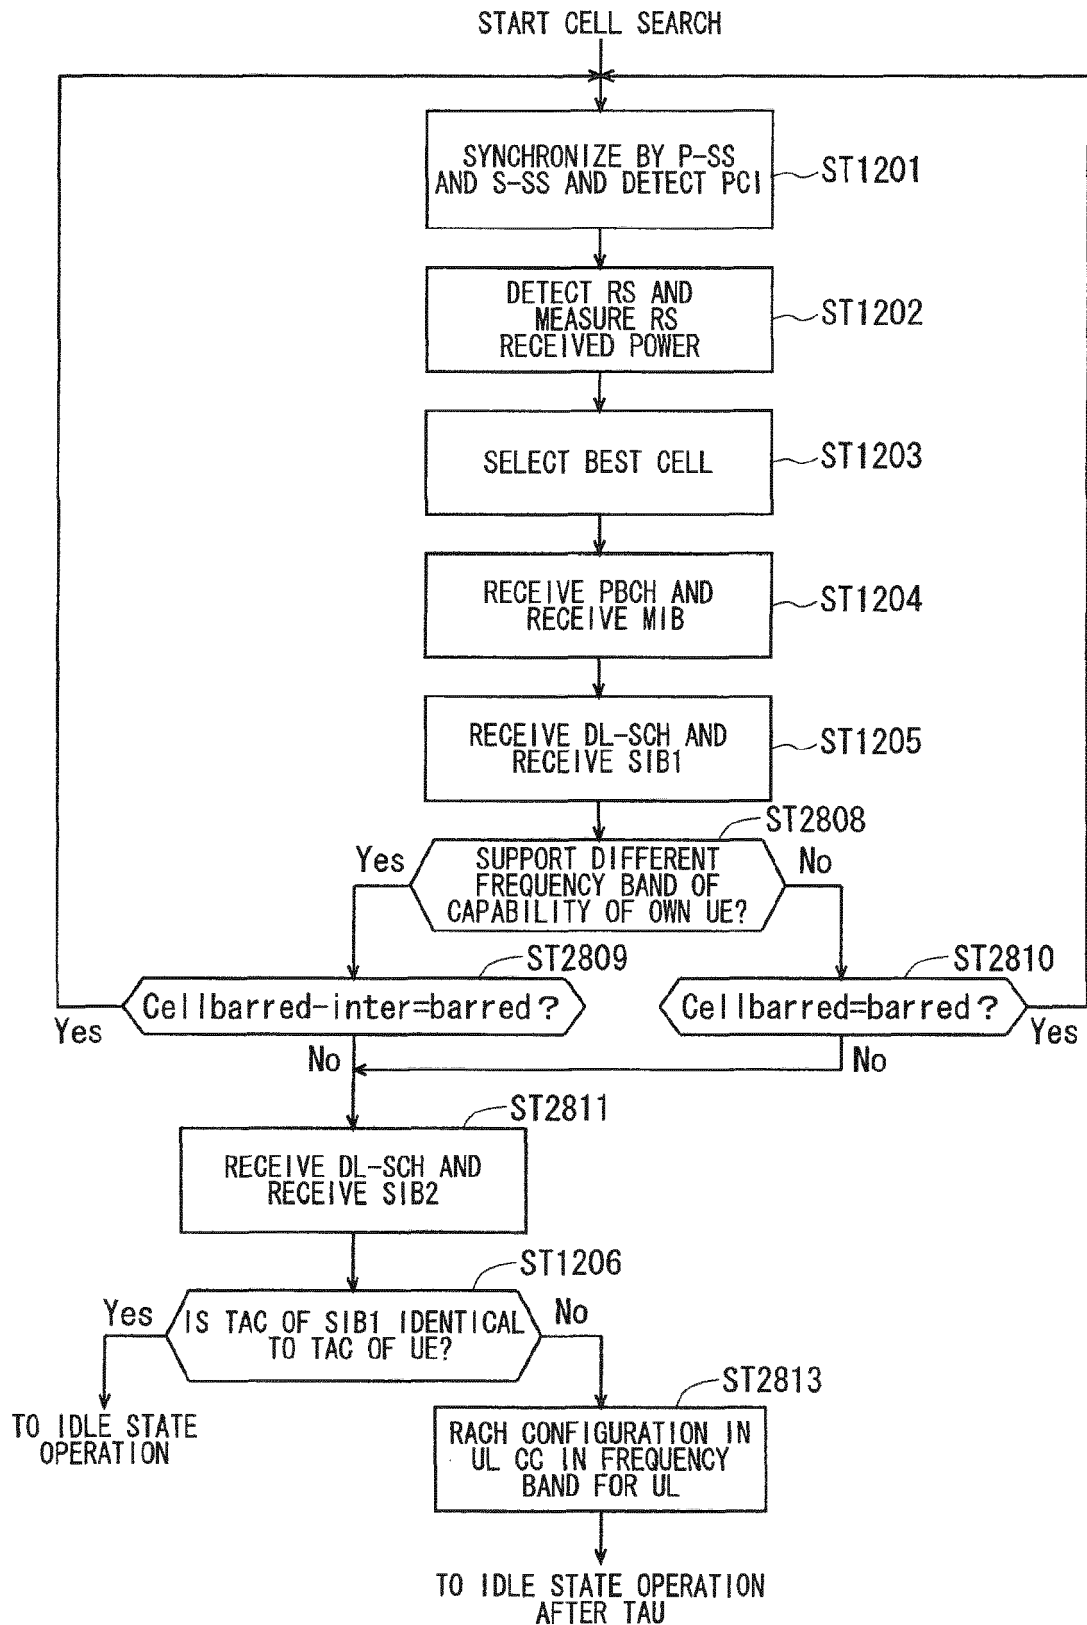 START CELL SEARCH
SYNCHRONIZE BY P-SS
AND S-SS AND DETECT PCI
ST1201
DETECT RS AND
MEASURE RS
RECEIVED POWER
ST1202
SELECT BEST CELL
ST1203
RECEIVE PBCH AND
RECEIVE MIB
ST1204
RECEIVE DL-SCH AND
RECEIVE SIB1
ST1205
ST2808
Yes
SUPPORT DIFFERENT
FREQUENCY BAND OF
CAPABILITY OF OWN UE?
No
ST2809
Cellbarred-inter=barred?
Yes
No
ST2810
Cellbarred=barred?
Yes
No
ST2811
RECEIVE DL-SCH AND
RECEIVE SIB2
ST1206
Yes
IS TAC OF SIB1 IDENTICAL
TO TAC OF UE?
No
TO IDLE STATE
OPERATION
ST2813
RACH CONFIGURATION IN
UL CC IN FREQUENCY
BAND FOR UL
TO IDLE STATE OPERATION
AFTER TAU